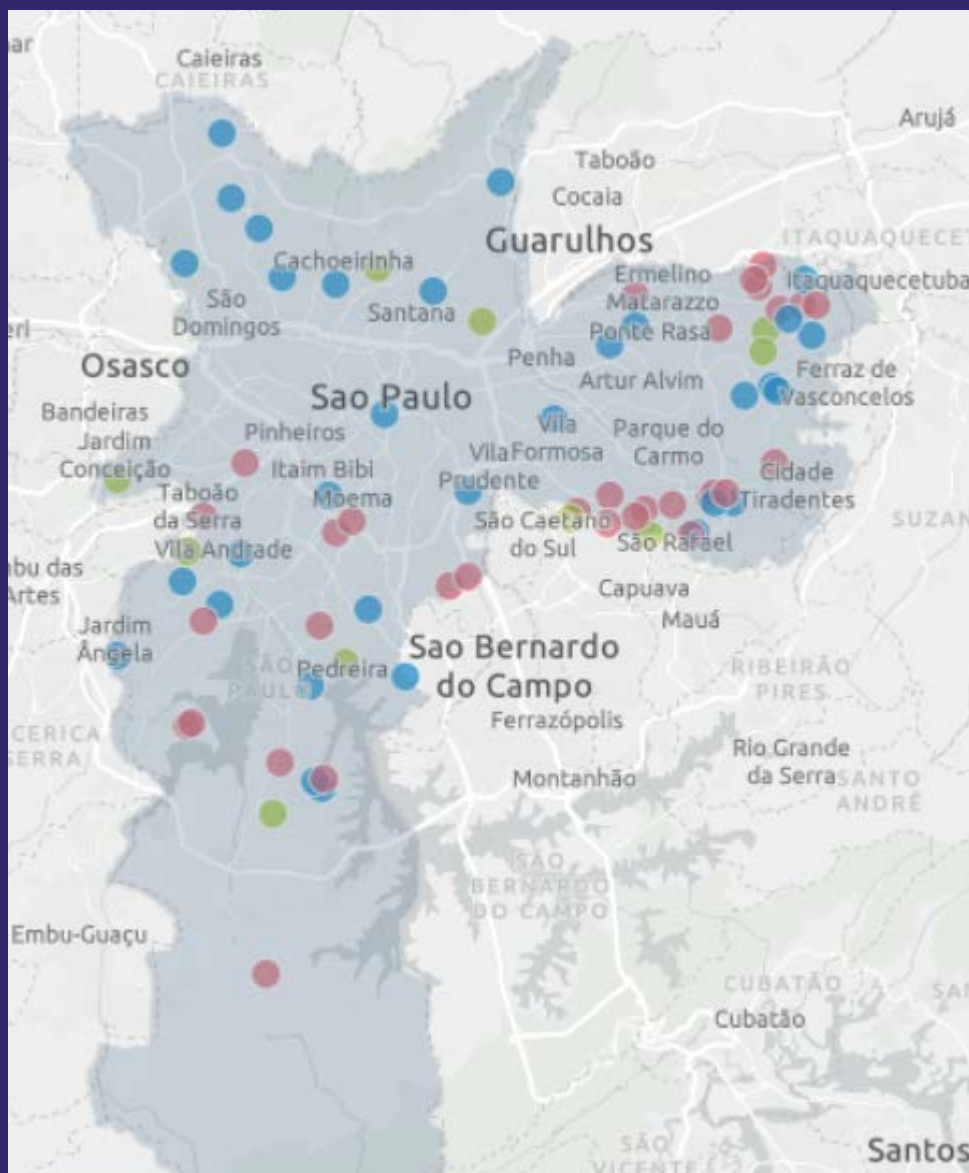 Caieiras
CAIEIRAS
Arujá
Taboão
Cocaia
Guarulhos
Cachoeirinha
Ermelino
Matarazzo
Itaquaquecetuba
São
Domingos
Santana
Ponte Rasa
Penha
Osasco
Artur Alvim
Ferraz de
Vasconcelos
Sao Paulo
Bandeiras
Pinheiros
Vila
Formosa
Parque do
Carmo
Jardim
Conceição
Itaim Bibi
Vila
Prudente
Cidade
Tiradentes
Moema
Taboão
da Serra
São Caetano
do Sul
São Rafael
Vila Andrade
Capuava
Mauá
Jardim
Ângela
Sao Bernardo
do Campo
SÃO
PAULO
Pedreira
RIBEIRÃO
PIRES
Ferrazópolis
Rio Grande
da Serra
Montanhão
SANTO
ANDRÉ
SÃO
BERNARDO
DO CAMPO
Embu-Guaçu
CUBATÃO
Cubatão
SÃO
VICENTE
Santos